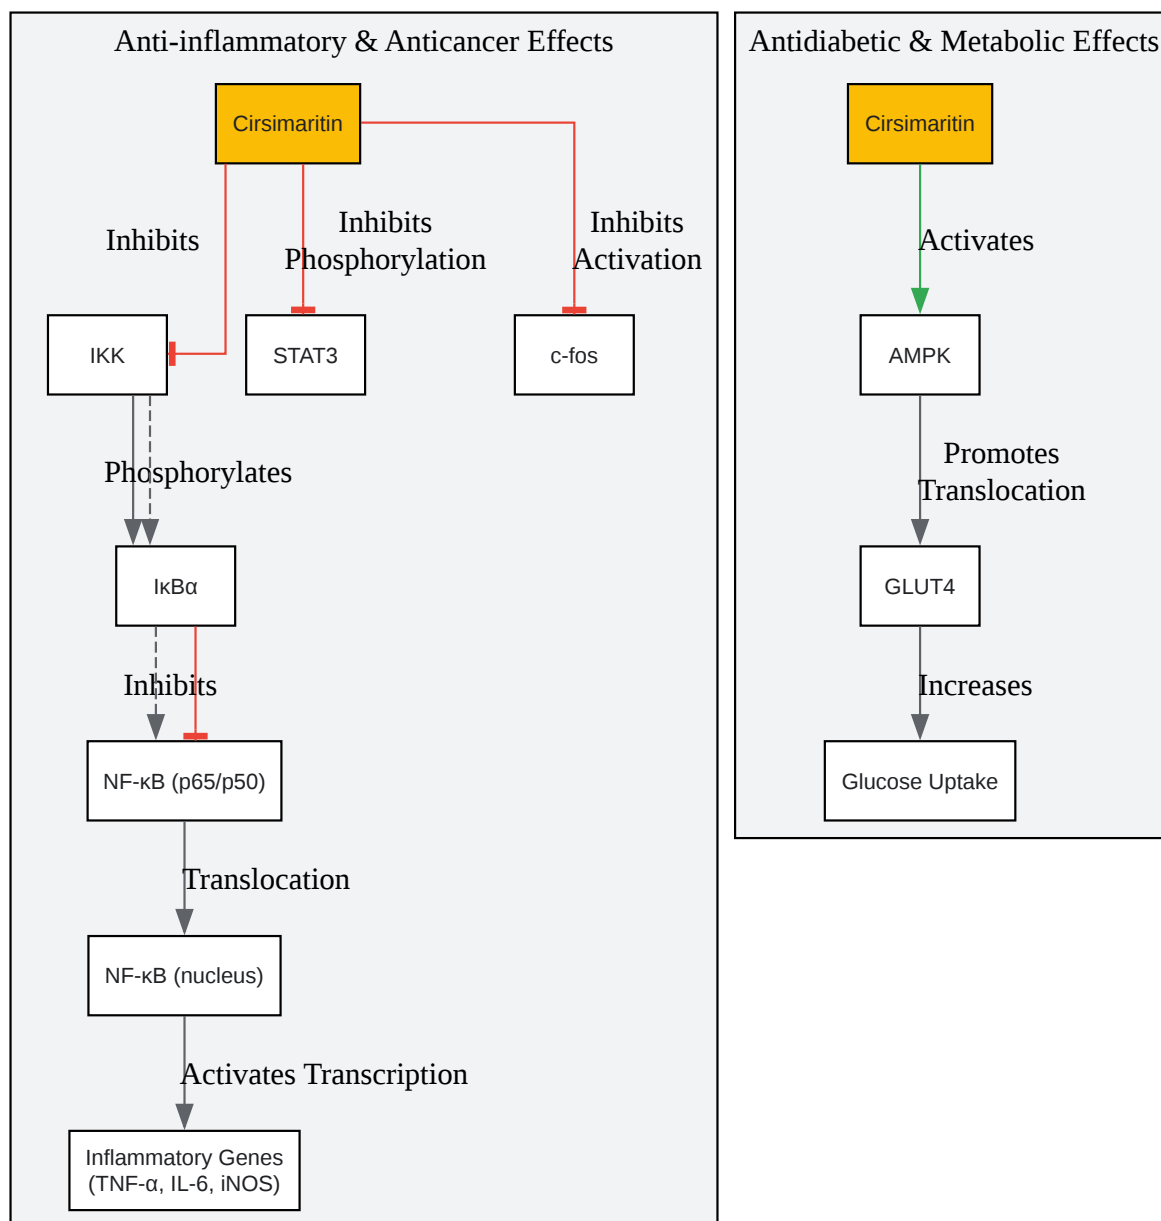 Anti-inflammatory & Anticancer Effects
Cirsimaritin
Inhibits
Inhibits
Phosphorylation
Inhibits
Activation
IKK
STAT3
c-fos
Phosphorylates
IκBα
Inhibits
NF-κB (p65/p50)
Translocation
NF-κB (nucleus)
Activates Transcription
Inflammatory Genes
(TNF-α, IL-6, iNOS)
Antidiabetic & Metabolic Effects
Cirsimaritin
Activates
AMPK
Promotes
Translocation
GLUT4
Increases
Glucose Uptake